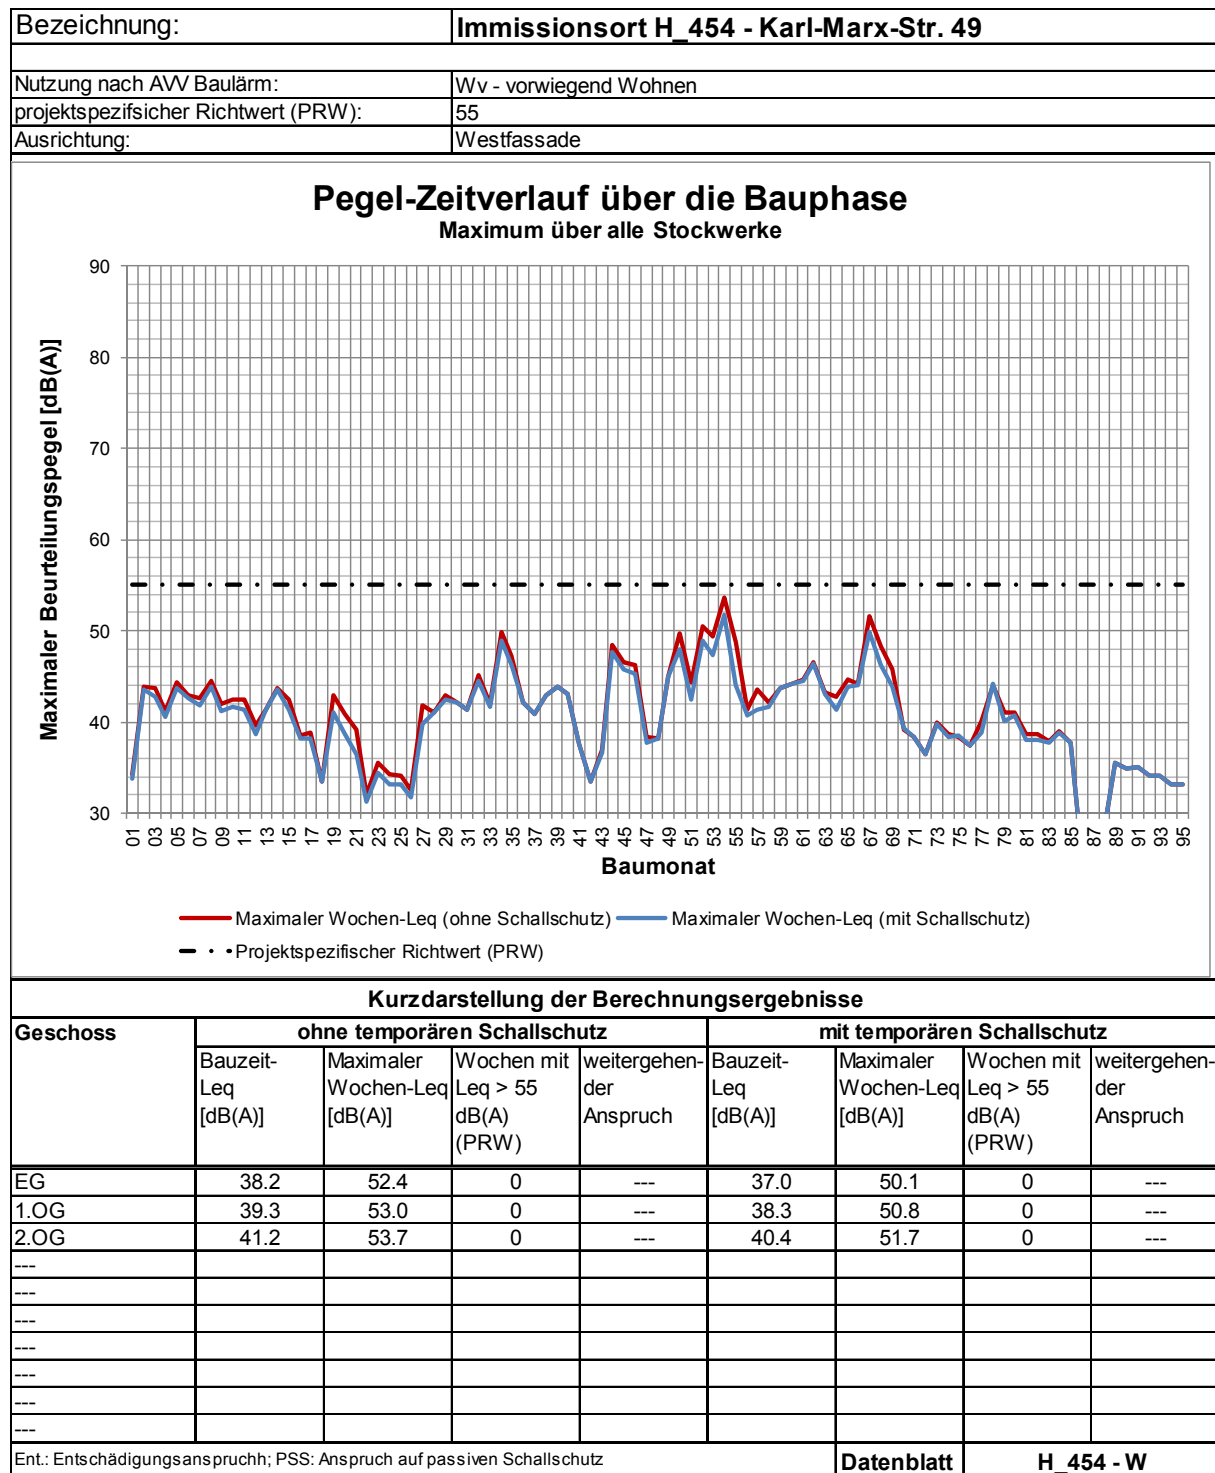 Bezeichnung: Immissionsort H_454 - Karl-Marx-Str. 49
Nutzung nach AVV Baulärm: Wv - vorwiegend Wohnen
projektspezifsicher Richtwert (PRW): 55
Ausrichtung: Westfassade
Pegel-Zeitverlauf über die Bauphase
Maximum über alle Stockwerke
Maximaler Beurteilungspegel [dB(A)]
90
80
70
60
50
40
30
01 03 05 07 09 11 13 15 17 19 21 23 25 27 29 31 33 35 37 39 41 43 45 47 49 51 53 55 57 59 61 63 65 67 69 71 73 75 77 79 81 83 85 87 89 91 93 95
Baumonat
Maximaler Wochen-Leq (ohne Schallschutz) Maximaler Wochen-Leq (mit Schallschutz)
Projektspezifischer Richtwert (PRW)
Kurzdarstellung der Berechnungsergebnisse
Geschoss ohne temporären Schallschutz mit temporären Schallschutz
Bauzeit- Maximaler Wochen mit weitergehen- Bauzeit- Maximaler Wochen mit weitergehen-
Leq Wochen-Leq Leq > 55 der Leq Wochen-Leq Leq > 55 der
[dB(A)] [dB(A)] dB(A) Anspruch [dB(A)] [dB(A)] dB(A) Anspruch
(PRW) (PRW)
EG 38.2 52.4 0 --- 37.0 50.1 0 ---
1.OG 39.3 53.0 0 --- 38.3 50.8 0 ---
2.OG 41.2 53.7 0 --- 40.4 51.7 0 ---
---
---
---
---
---
---
---
Ent.: Entschädigungsanspruchh; PSS: Anspruch auf passiven Schallschutz Datenblatt H_454 - W